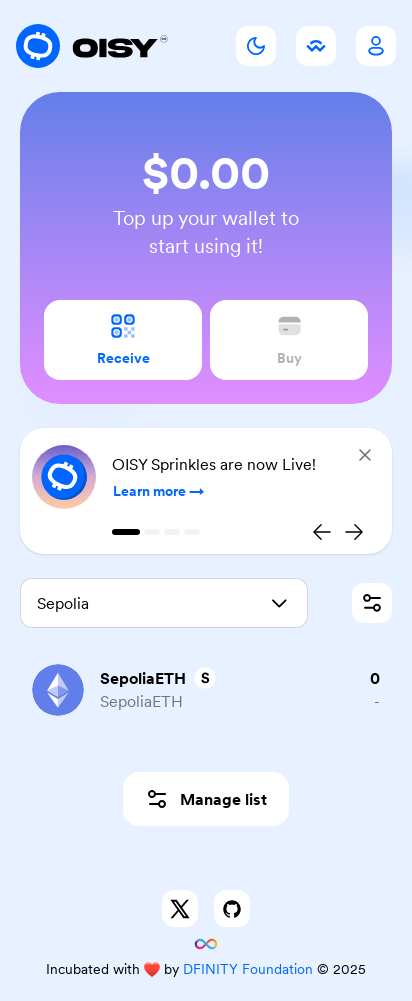 OISY
$0.00
Top up your wallet to
start using it!
Receive
Buy
OISY Sprinkles are now Live!
Learn more →
Sepolia
SepoliaETH S
0
SepoliaETH
-
Manage list
Incubated with ❤️ by DFINITY Foundation © 2025